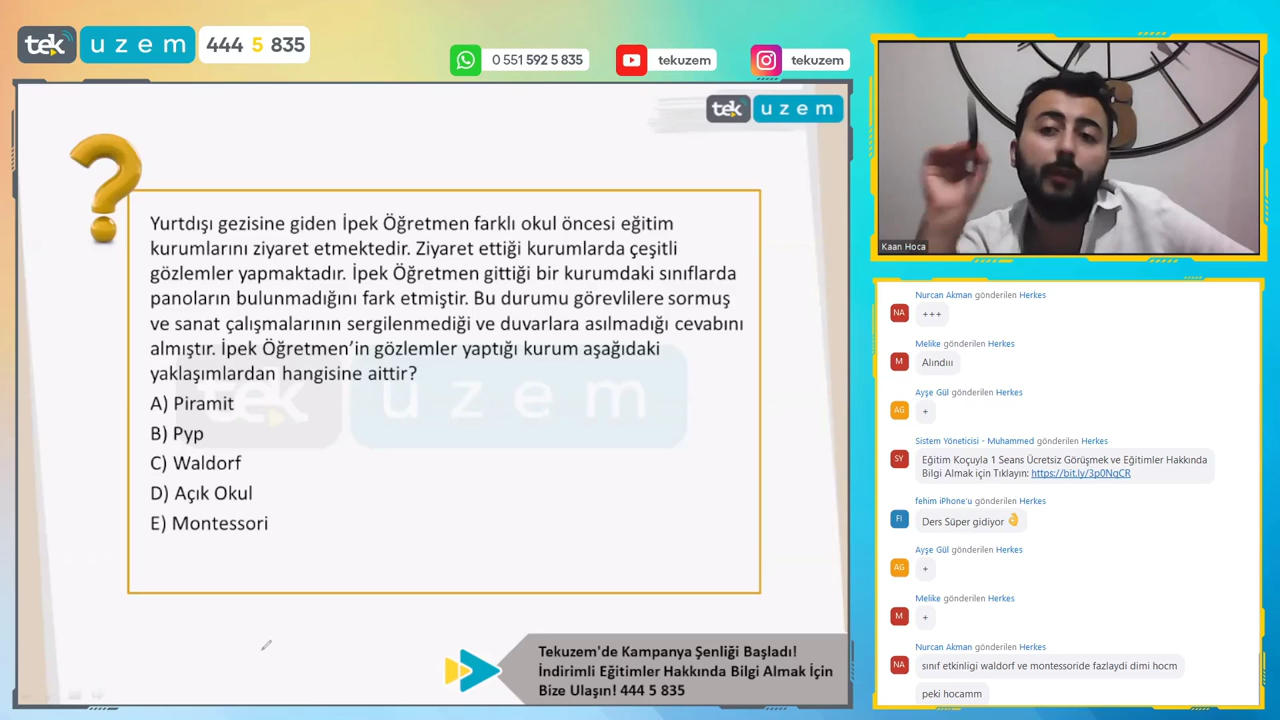 tek uzem 444 5 835
0 551 592 5 835
tekuzem
tekuzem
tek uzem
Yurtdışı gezisine giden İpek Öğretmen farklı okul öncesi eğitim
kurumlarını ziyaret etmektedir. Ziyaret ettiği kurumlarda çeşitli
gözlemler yapmaktadır. İpek Öğretmen gittiği bir kurumdaki sınıflarda
panoların bulunmadığını fark etmiştir. Bu durumu görevlilere sormuş
ve sanat çalışmalarının sergilenmediği ve duvarlara asılmadığı cevabını
almıştır. İpek Öğretmen’in gözlemler yaptığı kurum aşağıdaki
yaklaşımlardan hangisine aittir?
A) Piramit
B) Pyp
C) Waldorf
D) Açık Okul
E) Montessori
tek uzem
Tekuzem'de Kampanya Şenliği Başladı!
İndirimli Eğitimler Hakkında Bilgi Almak İçin
Bize Ulaşın! 444 5 835
Kaan Hoca
Nurcan Akman gönderilen Herkes
NA +++
Melike gönderilen Herkes
M Alındııı
Ayşe Gül gönderilen Herkes
AG +
Sistem Yöneticisi - Muhammed gönderilen Herkes
SY Eğitim Koçuyla 1 Seans Ücretsiz Görüşmek ve Eğitimler Hakkında
Bilgi Almak için Tıklayın: https://bit.ly/3p0NqCR
fehim iPhone'u gönderilen Herkes
FI Ders Süper gidiyor 👌
Ayşe Gül gönderilen Herkes
AG +
Melike gönderilen Herkes
M +
Nurcan Akman gönderilen Herkes
NA sınıf etkinligi waldorf ve montessoride fazlaydi dimi hocm
peki hocamm